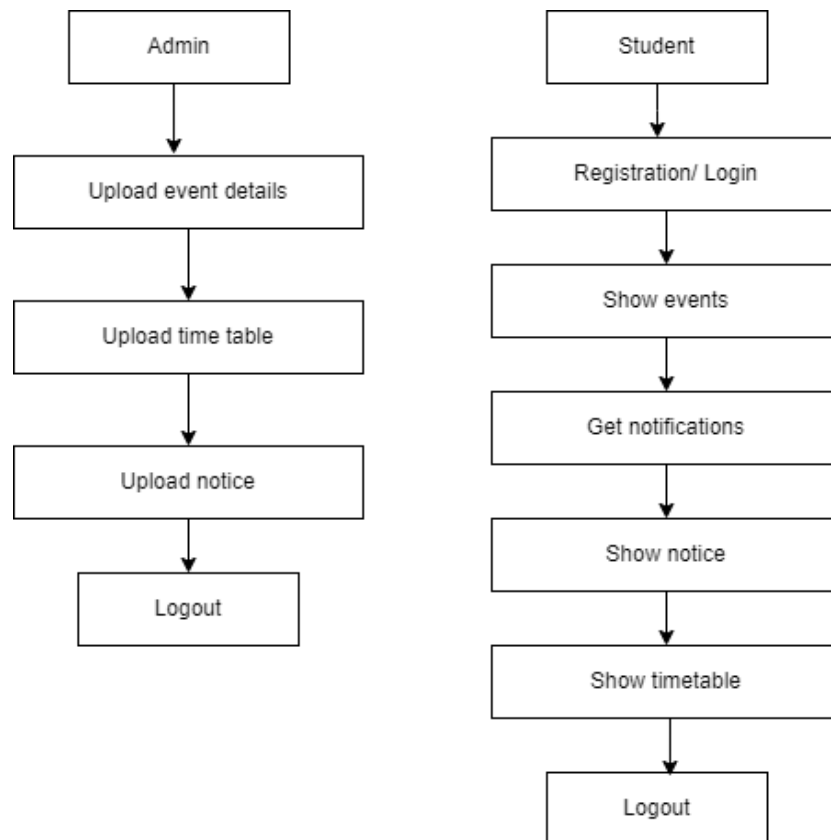 Admin
Upload event details
Upload time table
Upload notice
Logout
Student
Registration/ Login
Show events
Get notifications
Show notice
Show timetable
Logout